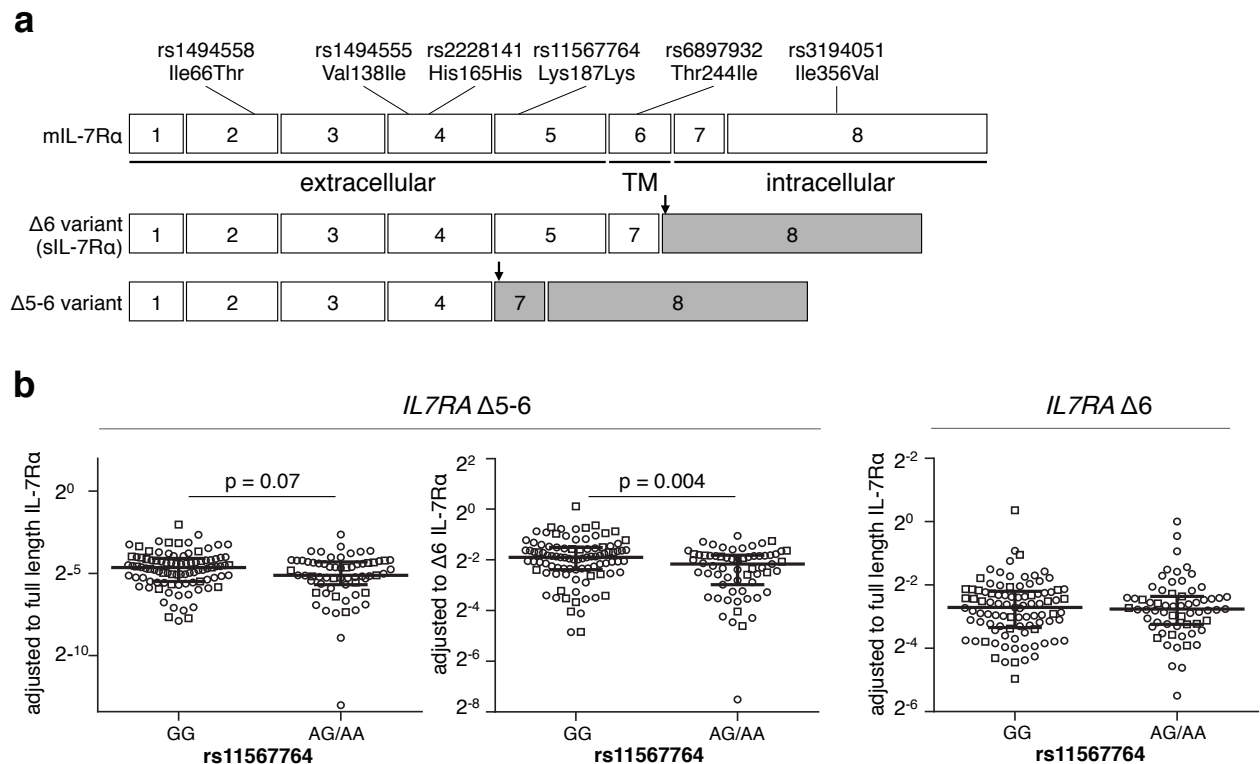 a
rs1494558 rs1494555 rs2228141 rs11567764 rs6897932 rs3194051
Ile66Thr Val138Ile His165His Lys187Lys Thr244Ile Ile356Val
mIL-7Rα 1 2 3 4 5 6 7 8
extracellular TM intracellular
Δ6 variant
(sIL-7Rα) 1 2 3 4 5 7 8
Δ5-6 variant 1 2 3 4 7 8
b
IL7RA Δ5-6 IL7RA Δ6
adjusted to full length IL-7Rα
2⁰
2⁻⁵
2⁻¹⁰
p = 0.07
GG AG/AA
rs11567764
adjusted to Δ6 IL-7Rα
2²
2⁰
2⁻²
2⁻⁴
2⁻⁶
2⁻⁸
p = 0.004
GG AG/AA
rs11567764
adjusted to full length IL-7Rα
2⁻²
2⁰
2⁻²
2⁻⁴
2⁻⁶
GG AG/AA
rs11567764